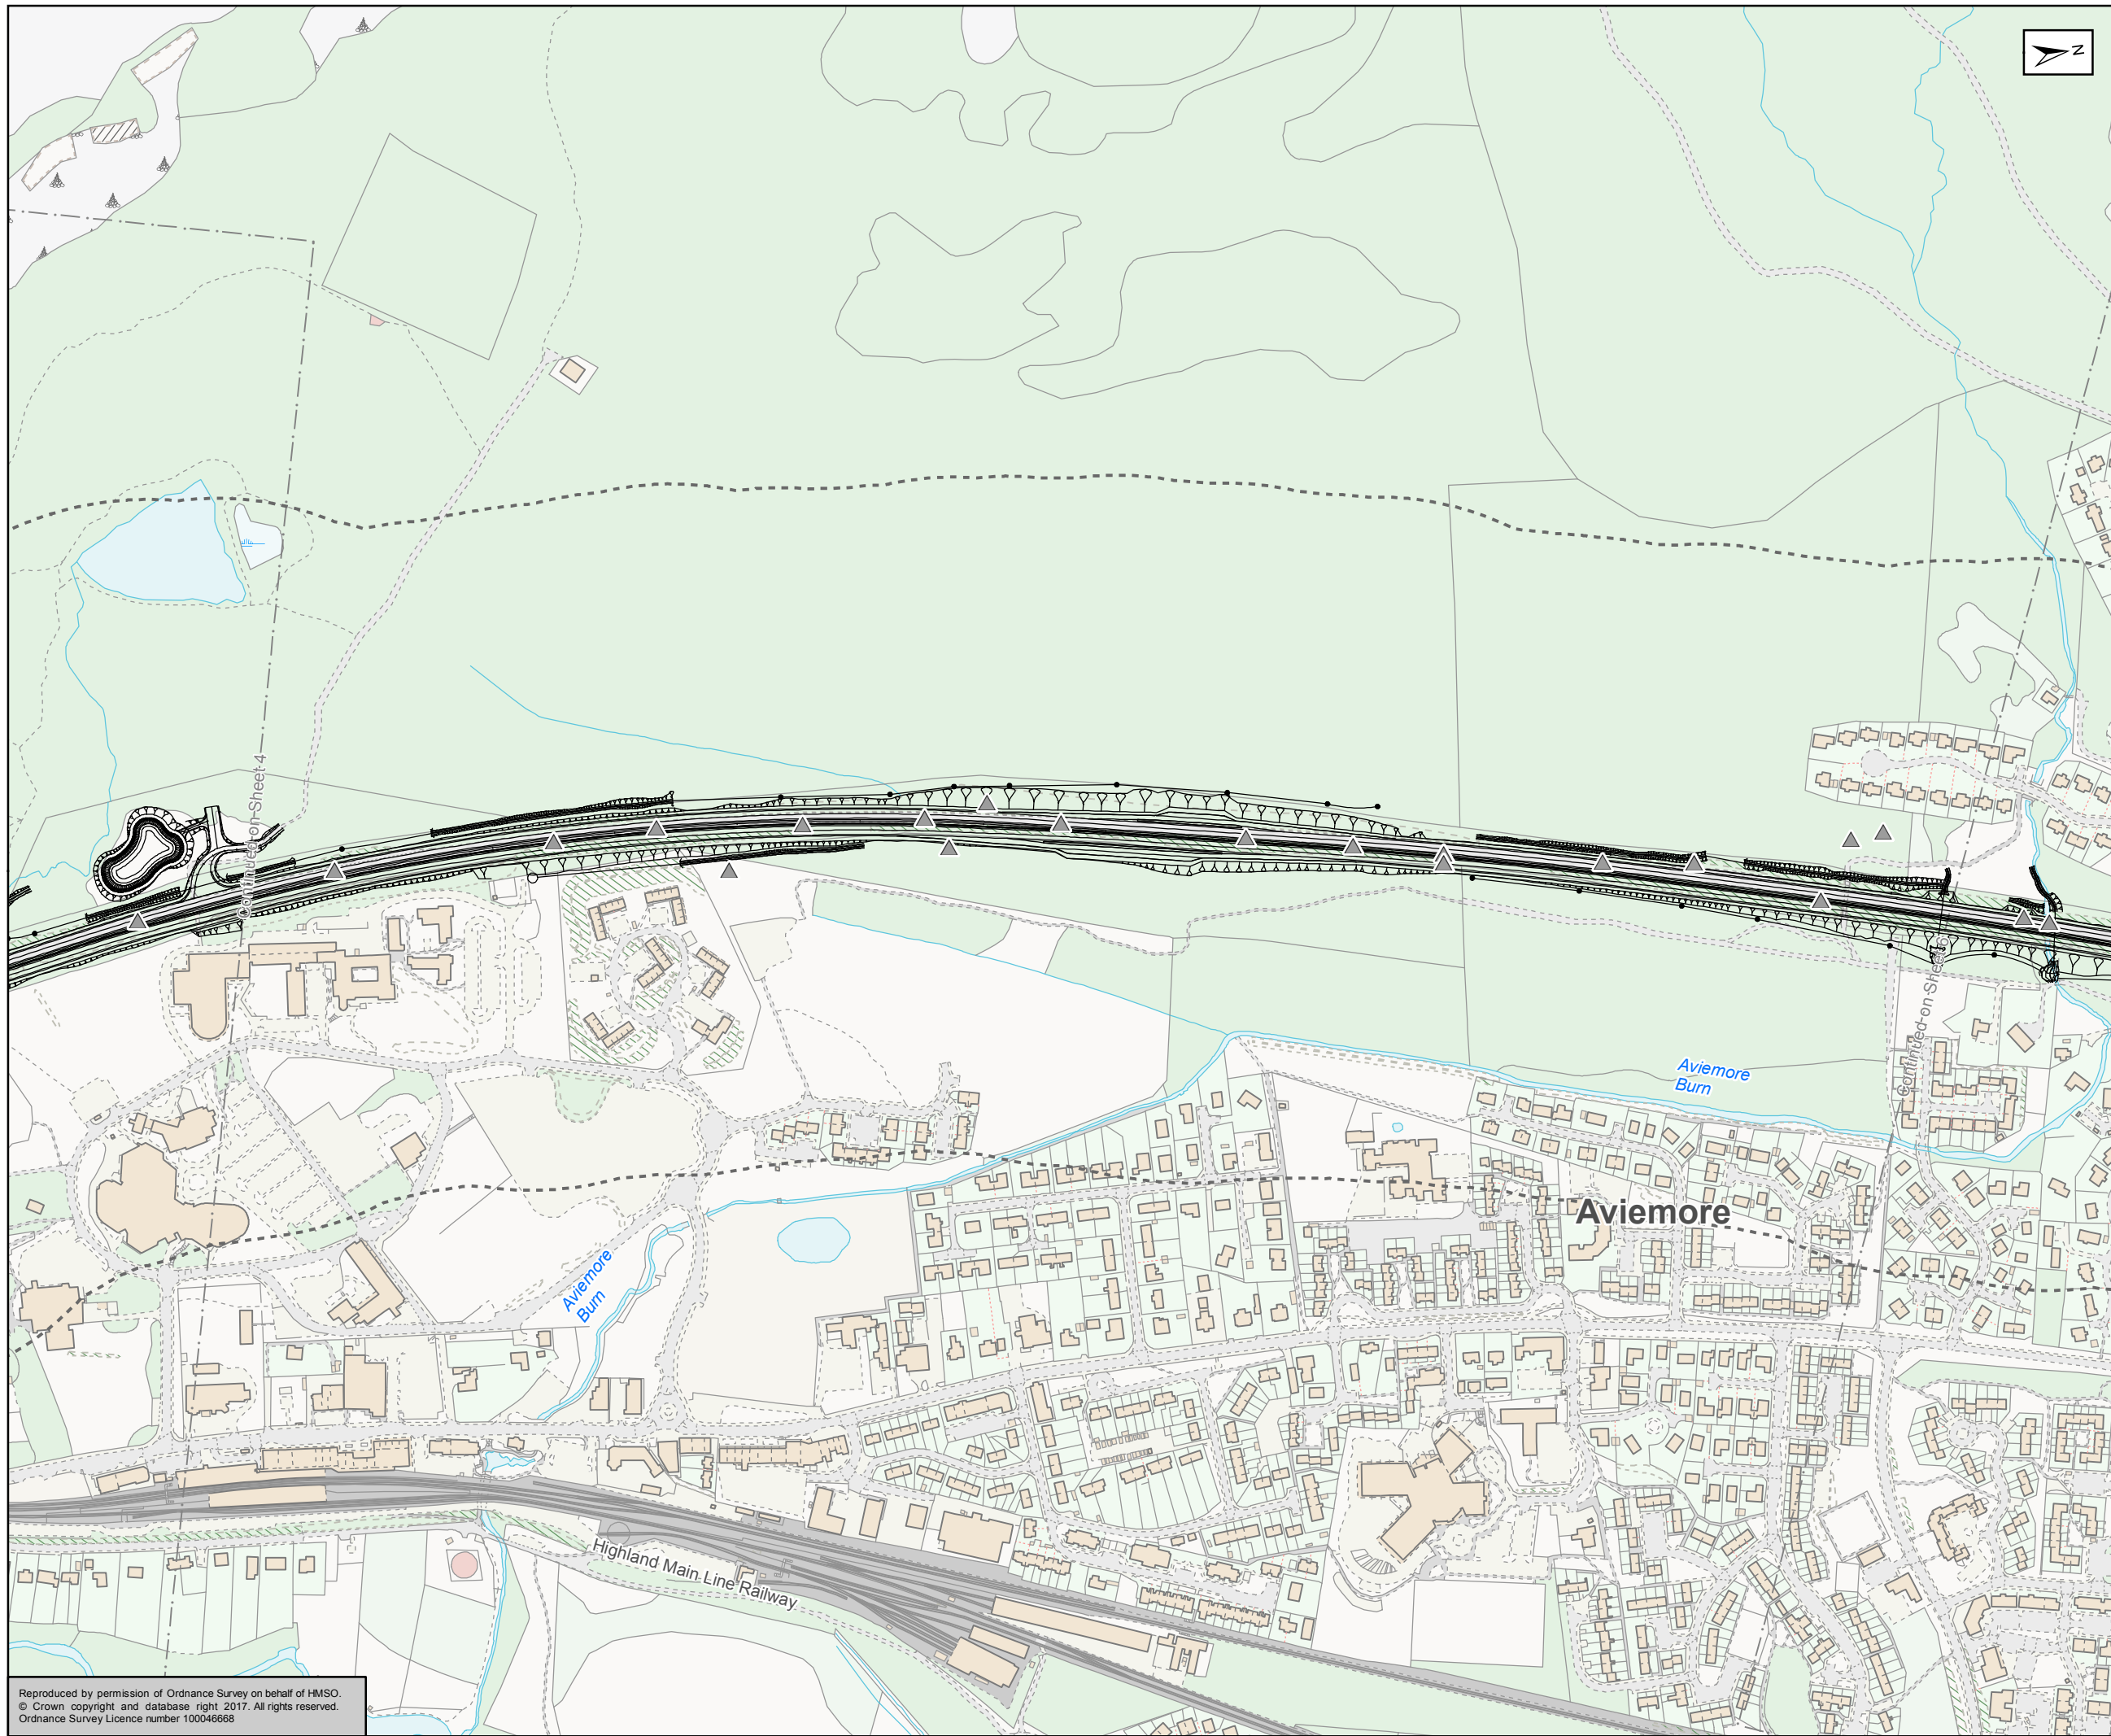 N
Continued on Sheet 4
Continued on Sheet 6
Aviemore
Burn
Aviemore
Aviemore
Burn
Highland Main Line Railway
Reproduced by permission of Ordnance Survey on behalf of HMSO.
© Crown copyright and database right 2017. All rights reserved.
Ordnance Survey Licence number 100046668